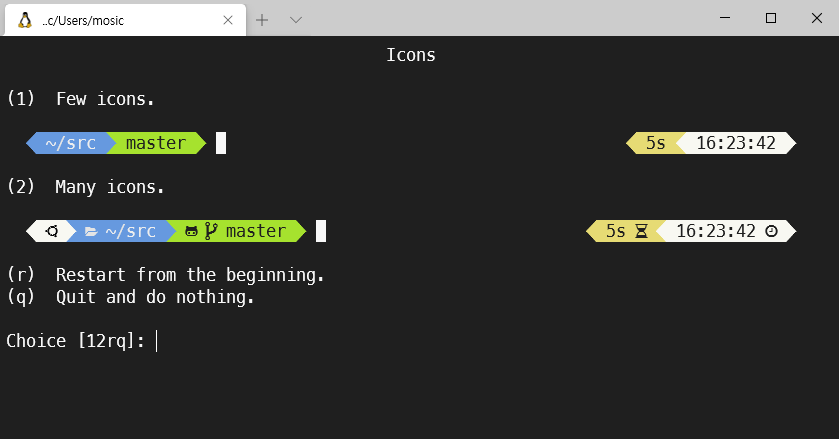 ..c/Users/mosic
Icons
(1) Few icons.
~/src master 5s 16:23:42
(2) Many icons.
~/src master 5s 16:23:42
(r) Restart from the beginning.
(q) Quit and do nothing.
Choice [12rq]: